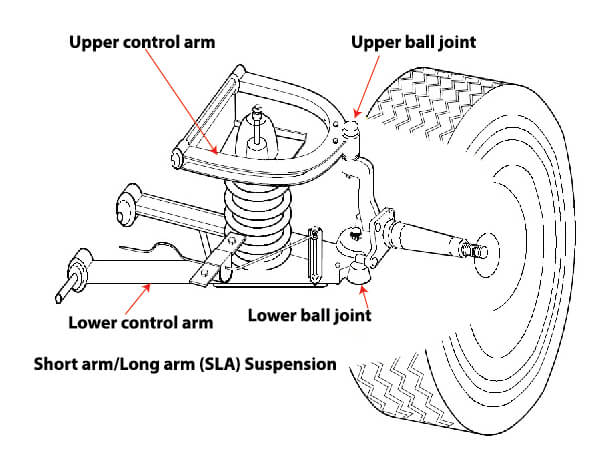 Upper control arm
Upper ball joint
Lower control arm
Lower ball joint
Short arm/Long arm (SLA) Suspension